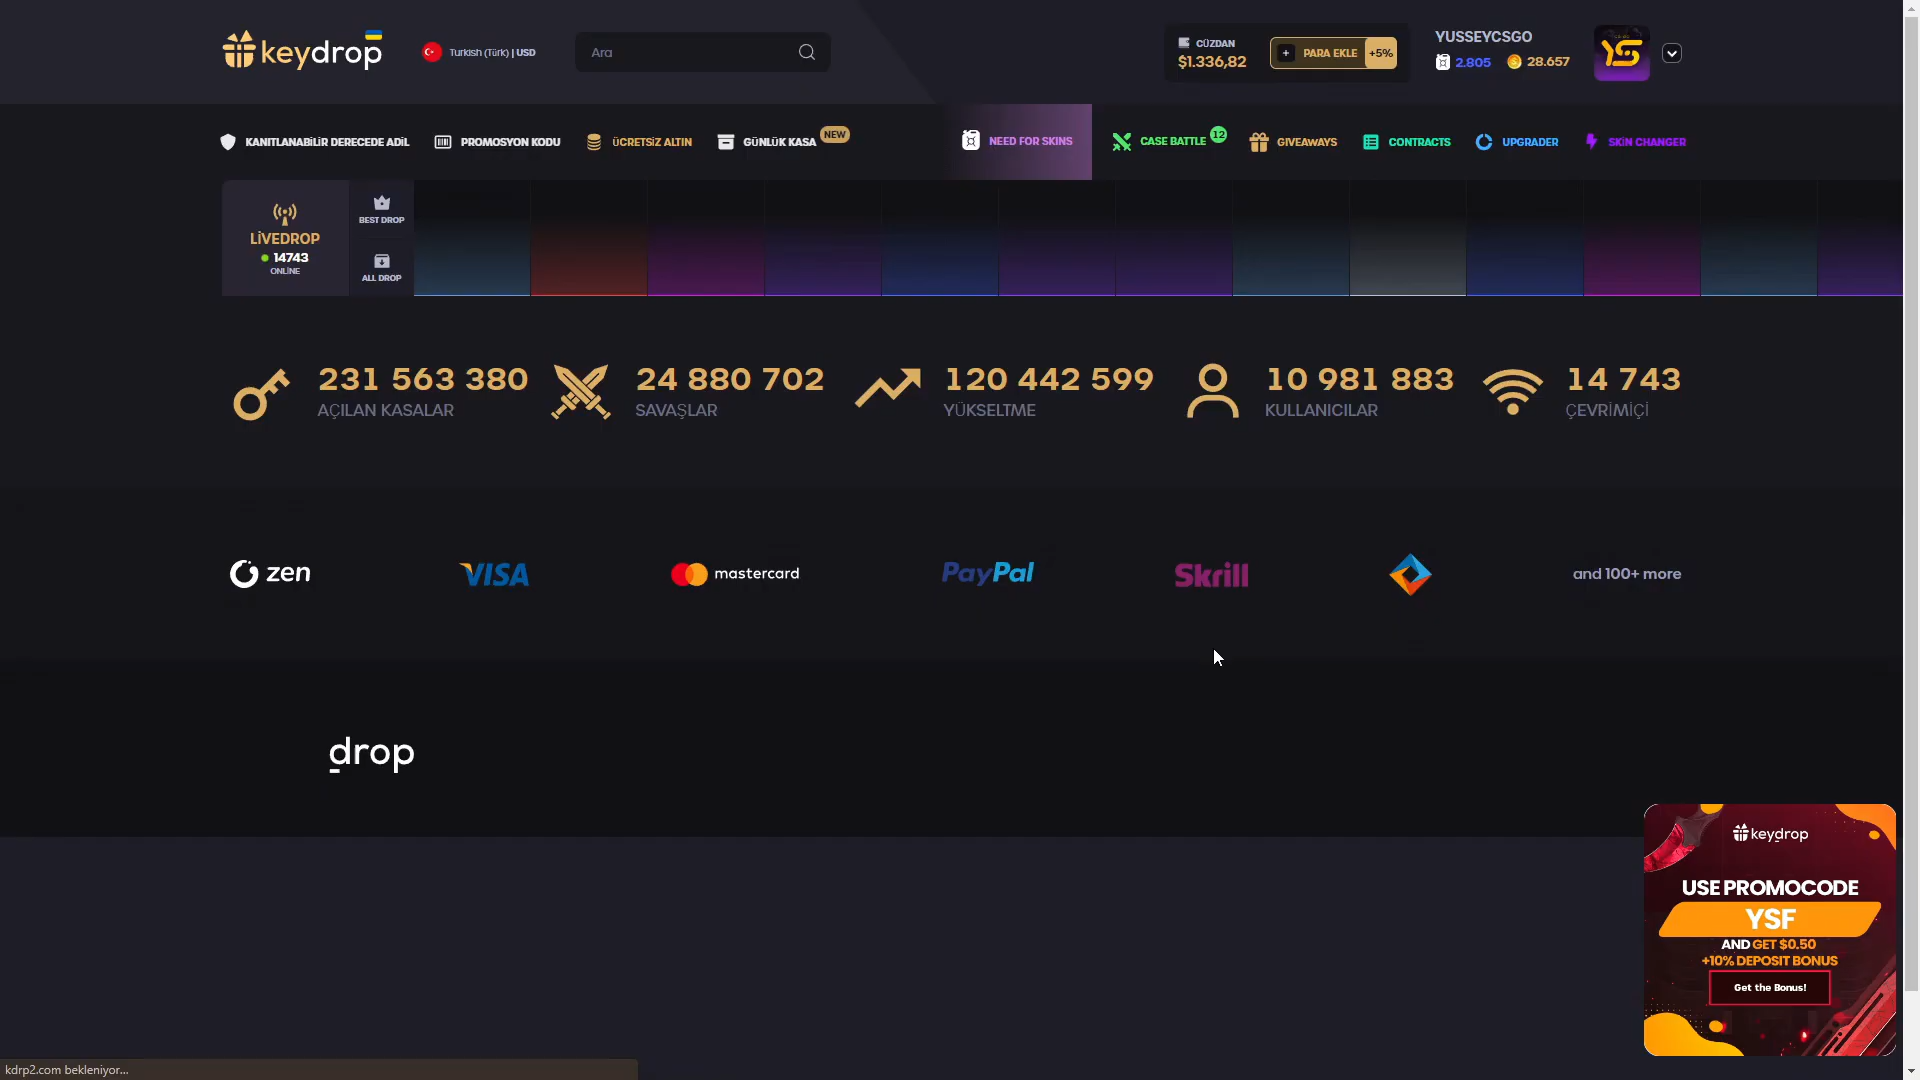 keydrop
Turkish (Türk) | USD
Ara
CÜZDAN
$1.336,82
+ PARA EKLE +5%
YUSSEYCSGO
2.805 28.657
YS
KANITLANABİLİR DERECEDE ADİL
PROMOSYON KODU
ÜCRETSİZ ALTIN
GÜNLÜK KASA NEW
NEED FOR SKINS
CASE BATTLE 12
GIVEAWAYS
CONTRACTS
UPGRADER
SKİN CHANGER
LİVEDROP
14743
ONLİNE
BEST DROP
ALL DROP
231 563 380
AÇILAN KASALAR
24 880 702
SAVAŞLAR
120 442 599
YÜKSELTME
10 981 883
KULLANICILAR
14 743
ÇEVRİMİÇİ
zen
VISA
mastercard
PayPal
Skrill
and 100+ more
drop
keydrop
USE PROMOCODE
YSF
AND GET $0.50
+10% DEPOSIT BONUS
Get the Bonus!
kdrp2.com bekleniyor...